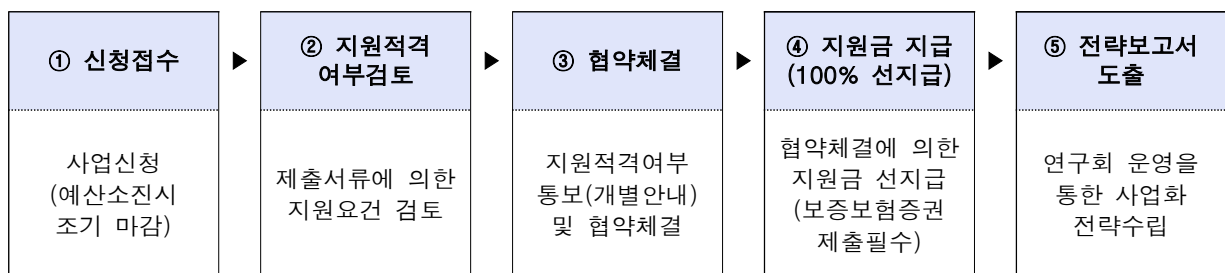 ① 신청접수
사업신청
(예산소진시
조기 마감)
▶
② 지원적격
여부검토
제출서류에 의한
지원요건 검토
▶
③ 협약체결
지원적격여부
통보(개별안내)
및 협약체결
▶
④ 지원금 지급
(100% 선지급)
협약체결에 의한
지원금 선지급
(보증보험증권
제출필수)
▶
⑤ 전략보고서
도출
연구회 운영을
통한 사업화
전략수립